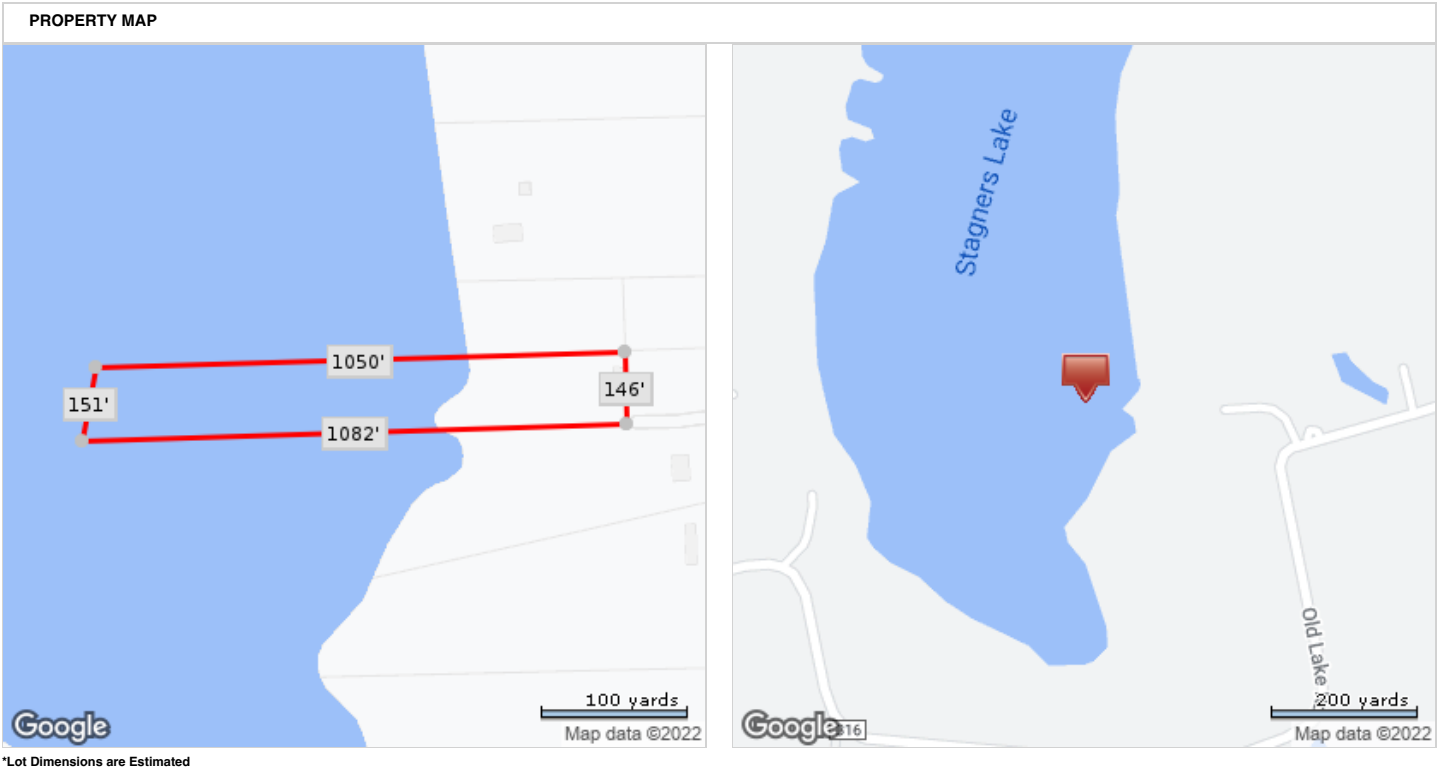 PROPERTY MAP
1050'
151'
146'
1082'
100 yards
Google
Map data ©2022
Stagners Lake
Old Lake
200 yards
Google
Map data ©2022
*Lot Dimensions are Estimated